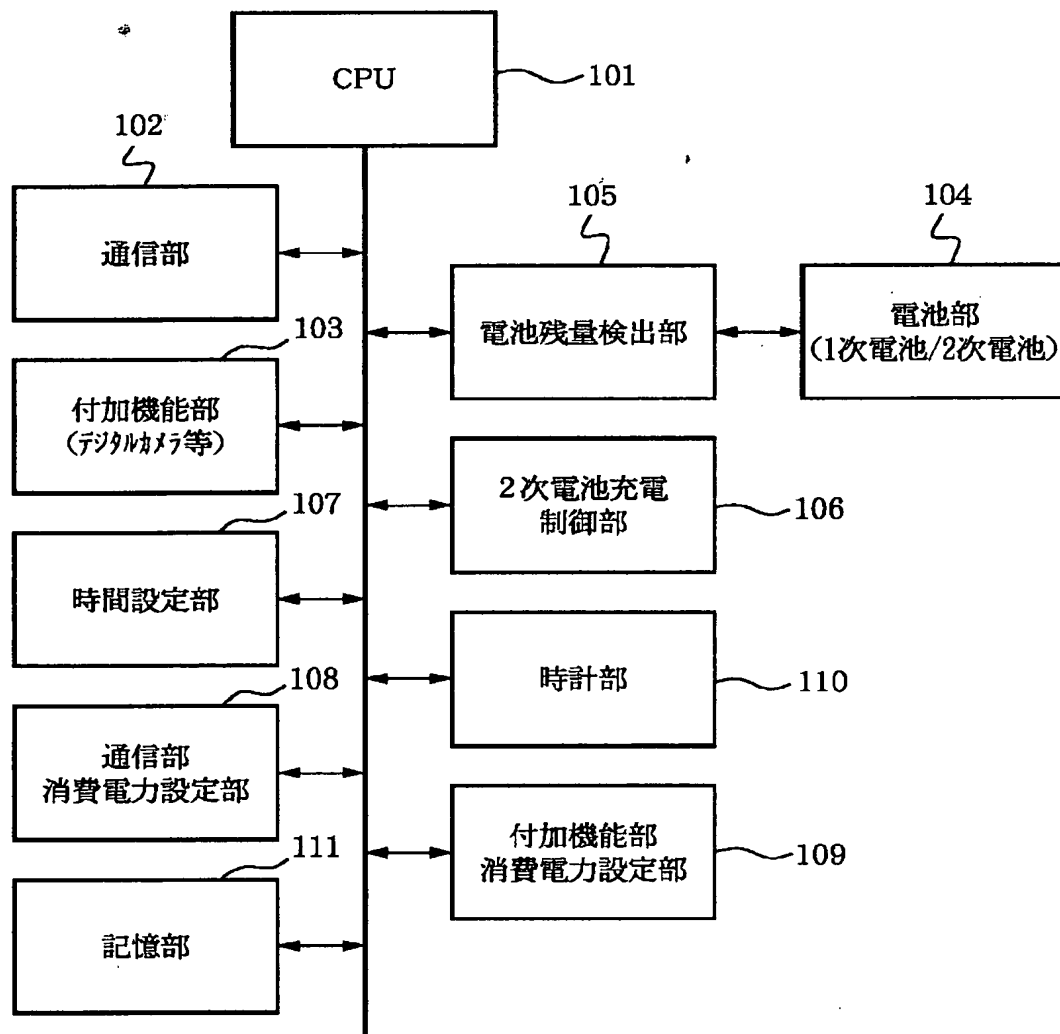 CPU
101
102
通信部
105
104
103
電池残量検出部
電池部
(1次電池/2次電池)
付加機能部
(デジタルカメラ等)
2次電池充電
制御部
106
107
時間設定部
時計部
110
108
通信部
消費電力設定部
付加機能部
消費電力設定部
109
111
記憶部